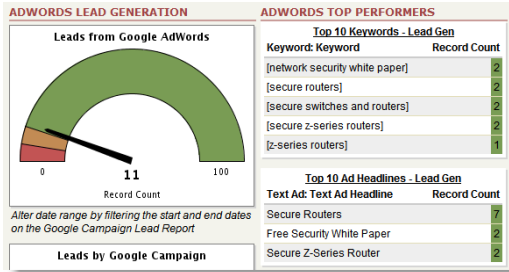 ADWORDS LEAD GENERATION
Leads from Google AdWords
0
11
100
Record Count
Alter date range by filtering the start and end dates
on the Google Campaign Lead Report
Leads by Google Campaign
ADWORDS TOP PERFORMERS
Top 10 Keywords - Lead Gen
Keyword: Keyword Record Count
[network security white paper] 2
[secure routers] 2
[secure switches and routers] 2
[secure z-series routers] 2
[z-series routers] 1
Top 10 Ad Headlines - Lead Gen
Text Ad: Text Ad Headline Record Count
Secure Routers 7
Free Security White Paper 2
Secure Z-Series Router 2